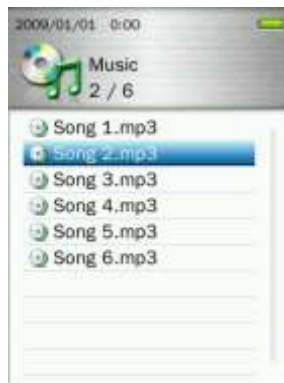 2009/01/01 0:00
Music
2 / 6
Song 1.mp3
Song 2.mp3
Song 3.mp3
Song 4.mp3
Song 5.mp3
Song 6.mp3